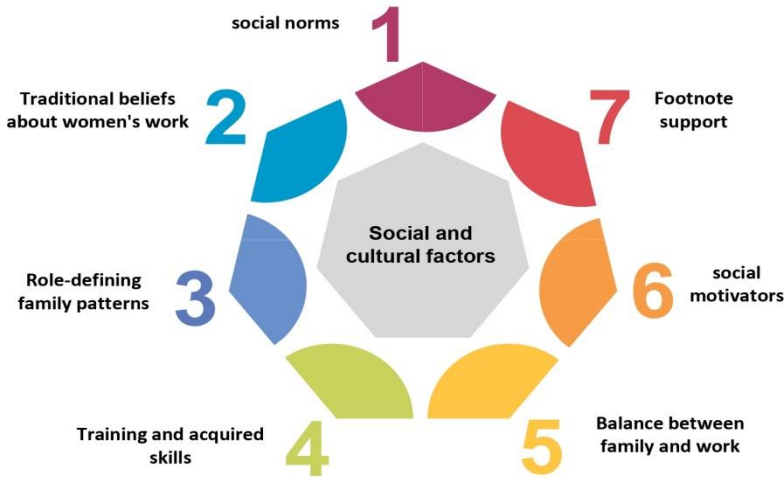 1
social norms
2
Traditional beliefs
about women's work
3
Role-defining
family patterns
4
Training and acquired
skills
5
Balance between
family and work
6
social
motivators
7
Footnote
support
Social and
cultural factors